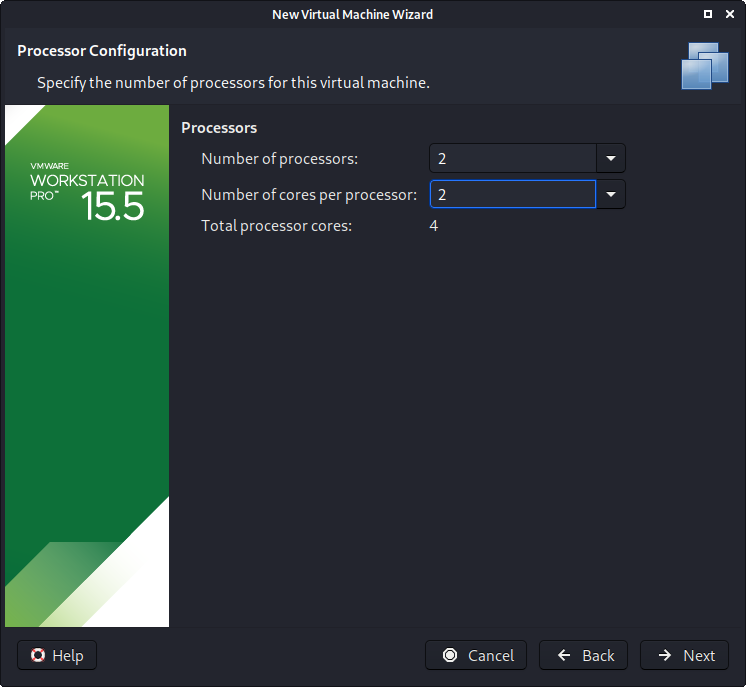 New Virtual Machine Wizard
Processor Configuration
Specify the number of processors for this virtual machine.
VMWARE
WORKSTATION
PRO™ 15.5
Processors
Number of processors: 2
Number of cores per processor: 2
Total processor cores: 4
Help Cancel Back Next